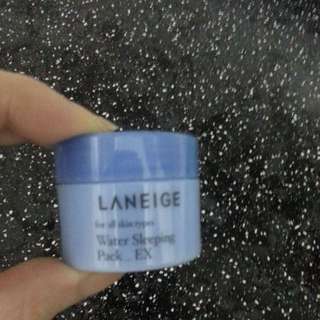 LANEIGE
for all skin types
Water Sleeping
Pack_EX